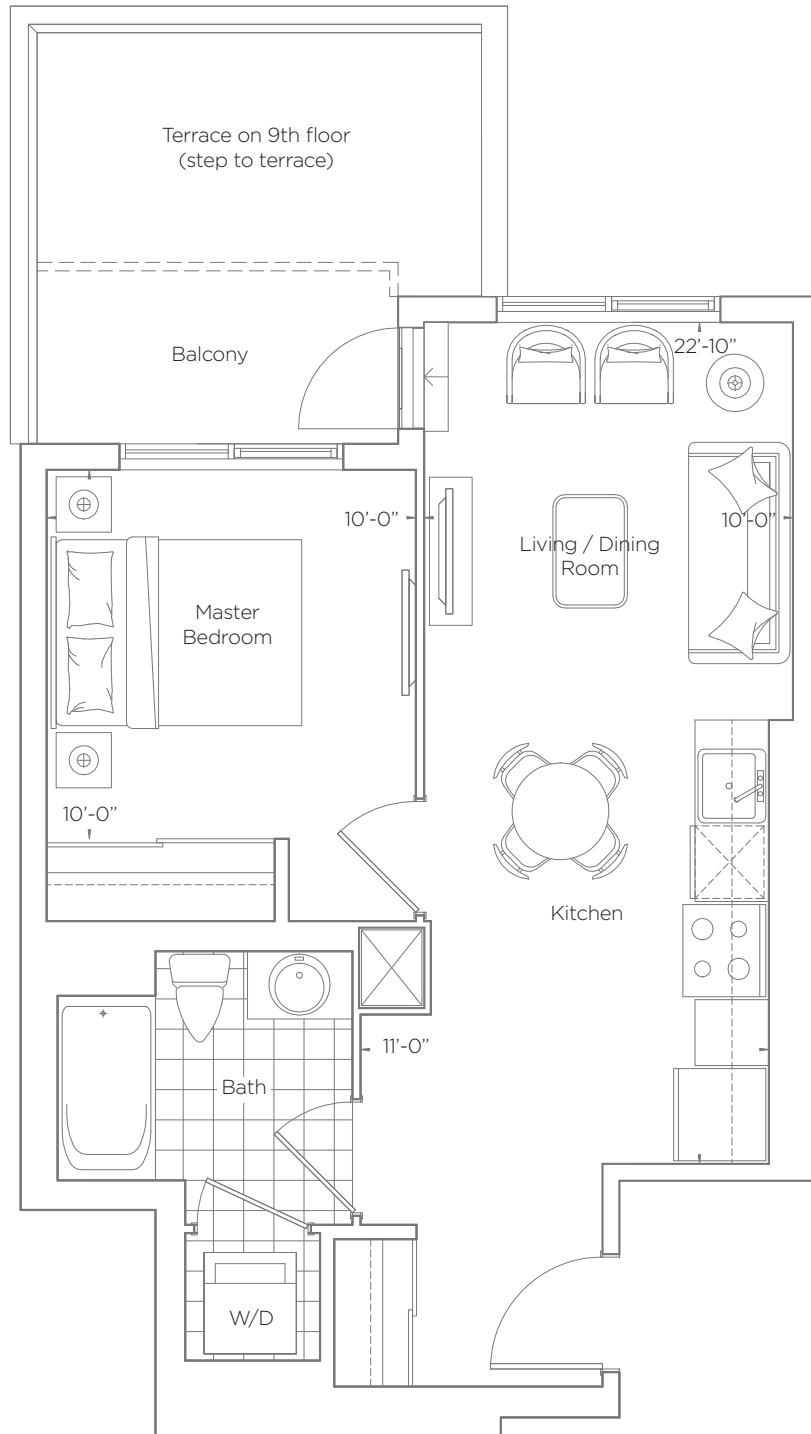 Terrace on 9th floor
(step to terrace)
Balcony
22’-10”
10’-0”
Living / Dining
Room
10’-0”
Master
Bedroom
10’-0”
Kitchen
11’-0”
Bath
W/D